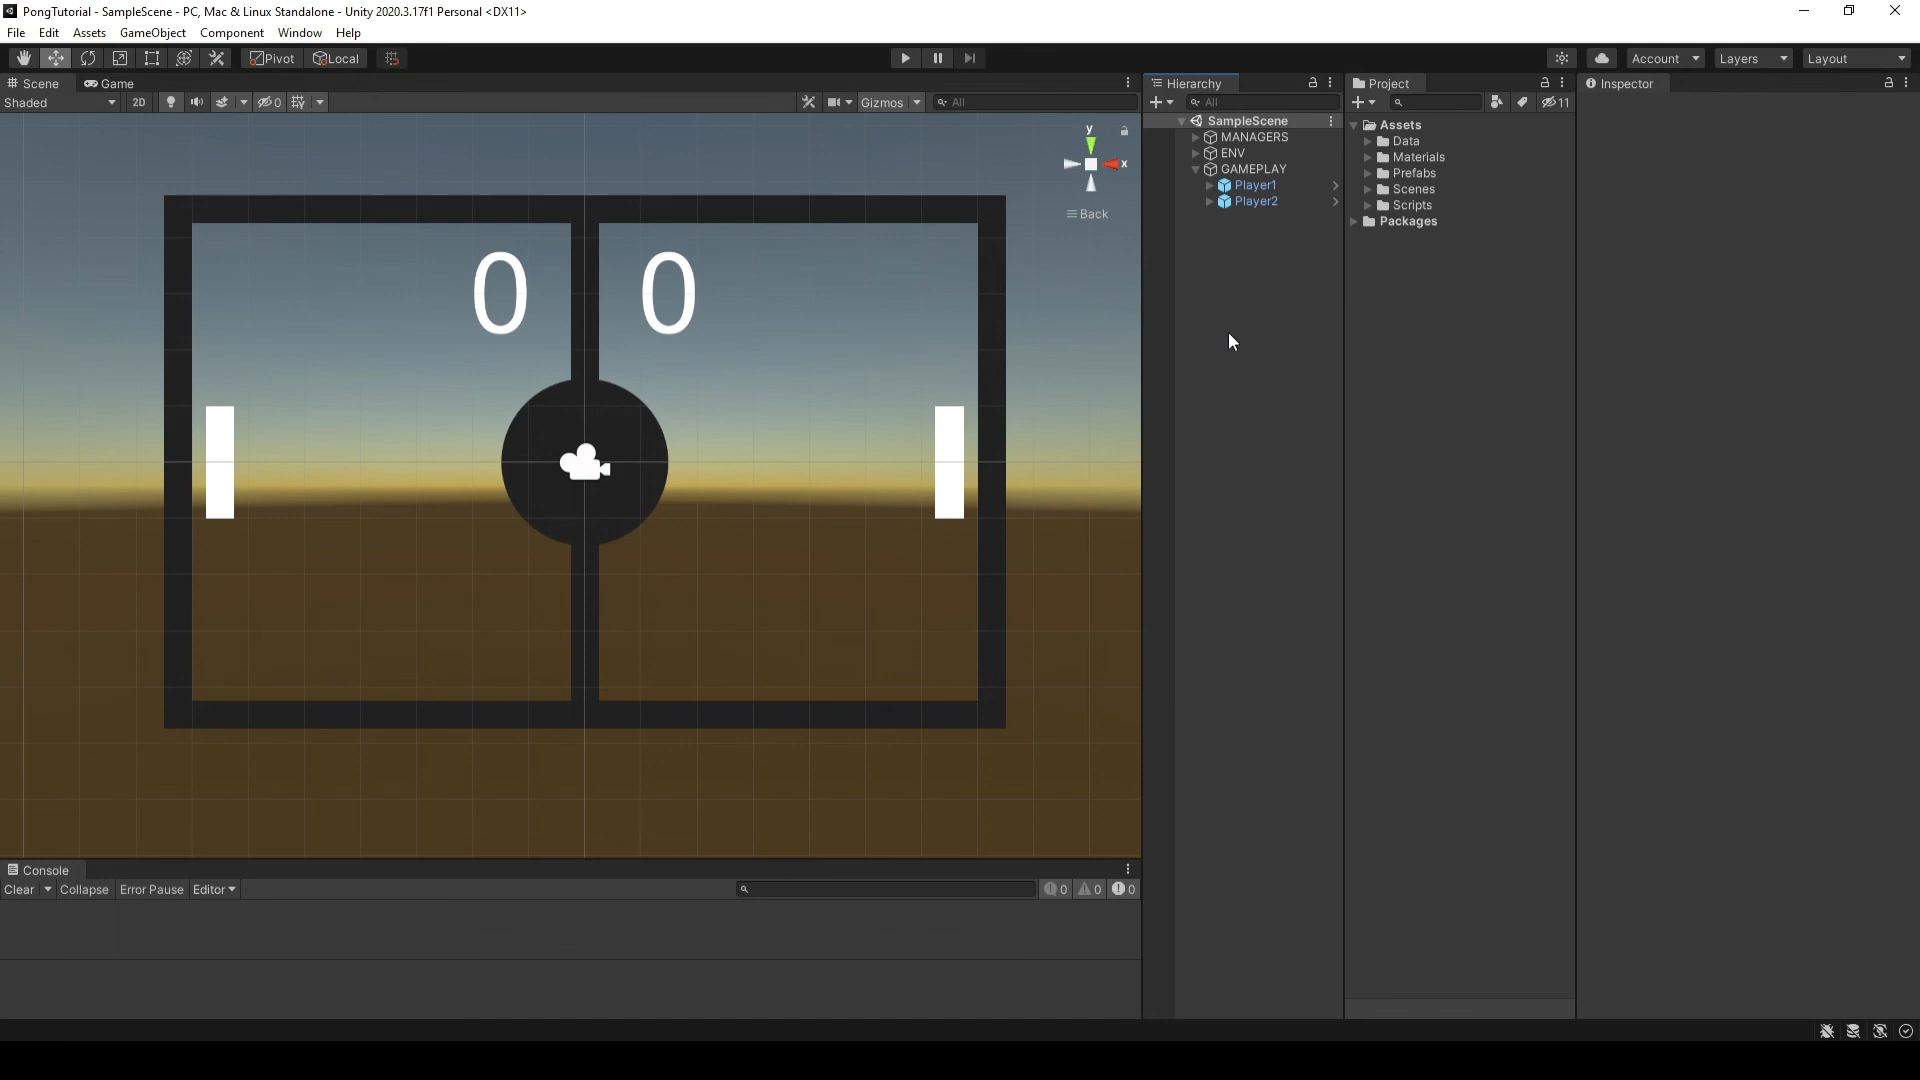 PongTutorial - SampleScene - PC, Mac & Linux Standalone - Unity 2020.3.17f1 Personal <DX11>
File Edit Assets GameObject Component Window Help
Pivot Local Account Layers Layout
Scene Game
Shaded 2D 0 Gizmos All
y
x
Back
0 0
Hierarchy
All
SampleScene
MANAGERS
ENV
GAMEPLAY
Player1
Player2
Project
11
Assets
Data
Materials
Prefabs
Scenes
Scripts
Packages
Inspector
Console
Clear Collapse Error Pause Editor 0 0 0